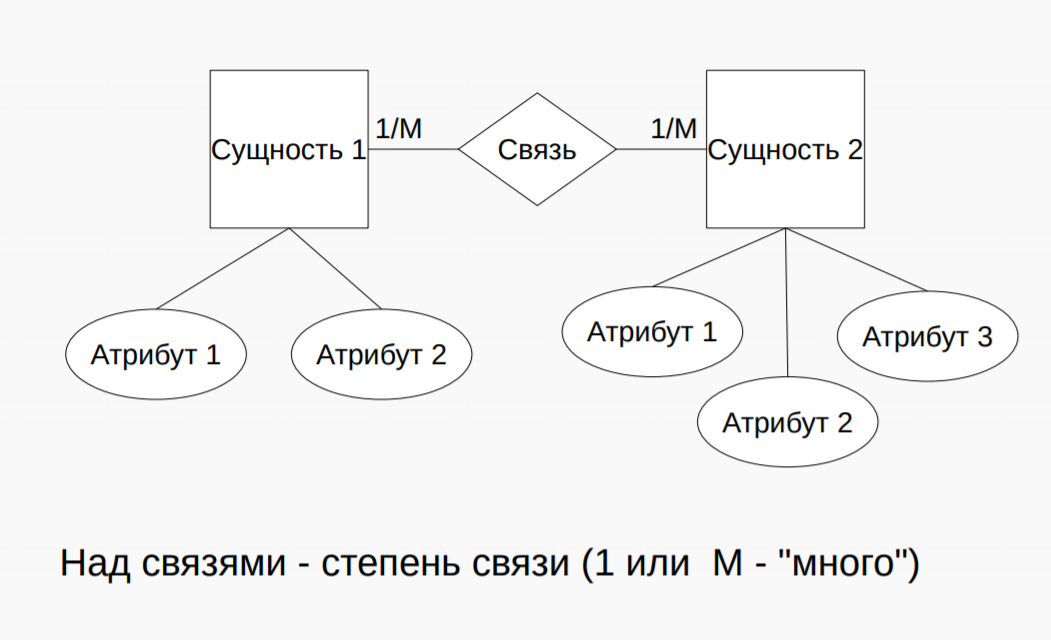 1/М
1/М
Сущность 1
Связь
Сущность 2
Атрибут 1
Атрибут 2
Атрибут 1
Атрибут 3
Атрибут 2
Над связями - степень связи (1 или  М - "много")